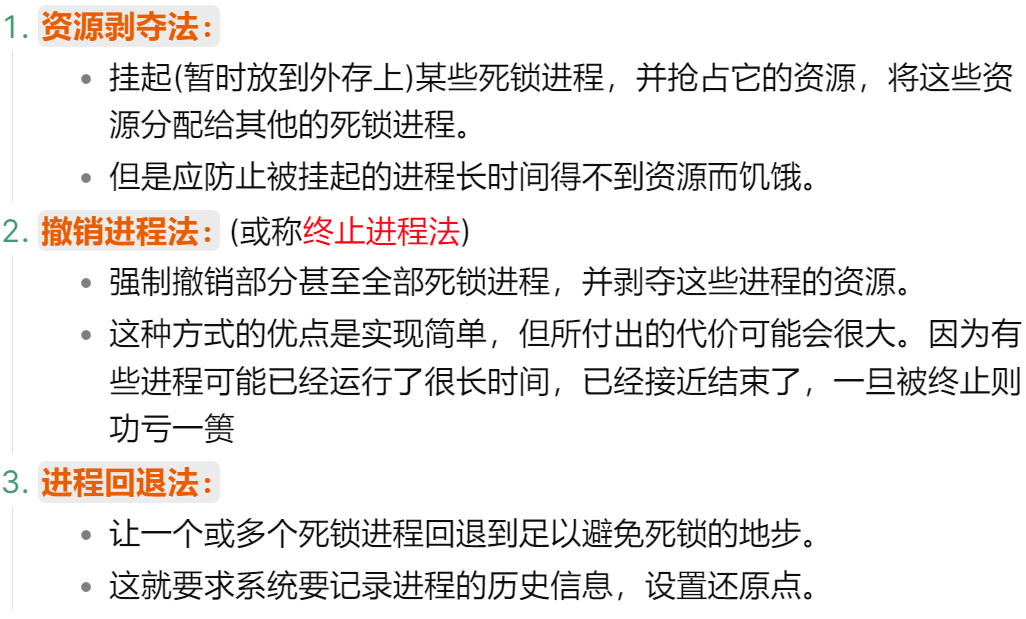 1. 资源剥夺法：
挂起(暂时放到外存上)某些死锁进程，并抢占它的资源，将这些资
源分配给其他的死锁进程。
但是应防止被挂起的进程长时间得不到资源而饥饿。
2. 撤销进程法： (或称终止进程法)
强制撤销部分甚至全部死锁进程，并剥夺这些进程的资源。
这种方式的优点是实现简单，但所付出的代价可能会很大。因为有
些进程可能已经运行了很长时间，已经接近结束了，一旦被终止则
功亏一篑
3. 进程回退法：
让一个或多个死锁进程回退到足以避免死锁的地步。
这就要求系统要记录进程的历史信息，设置还原点。